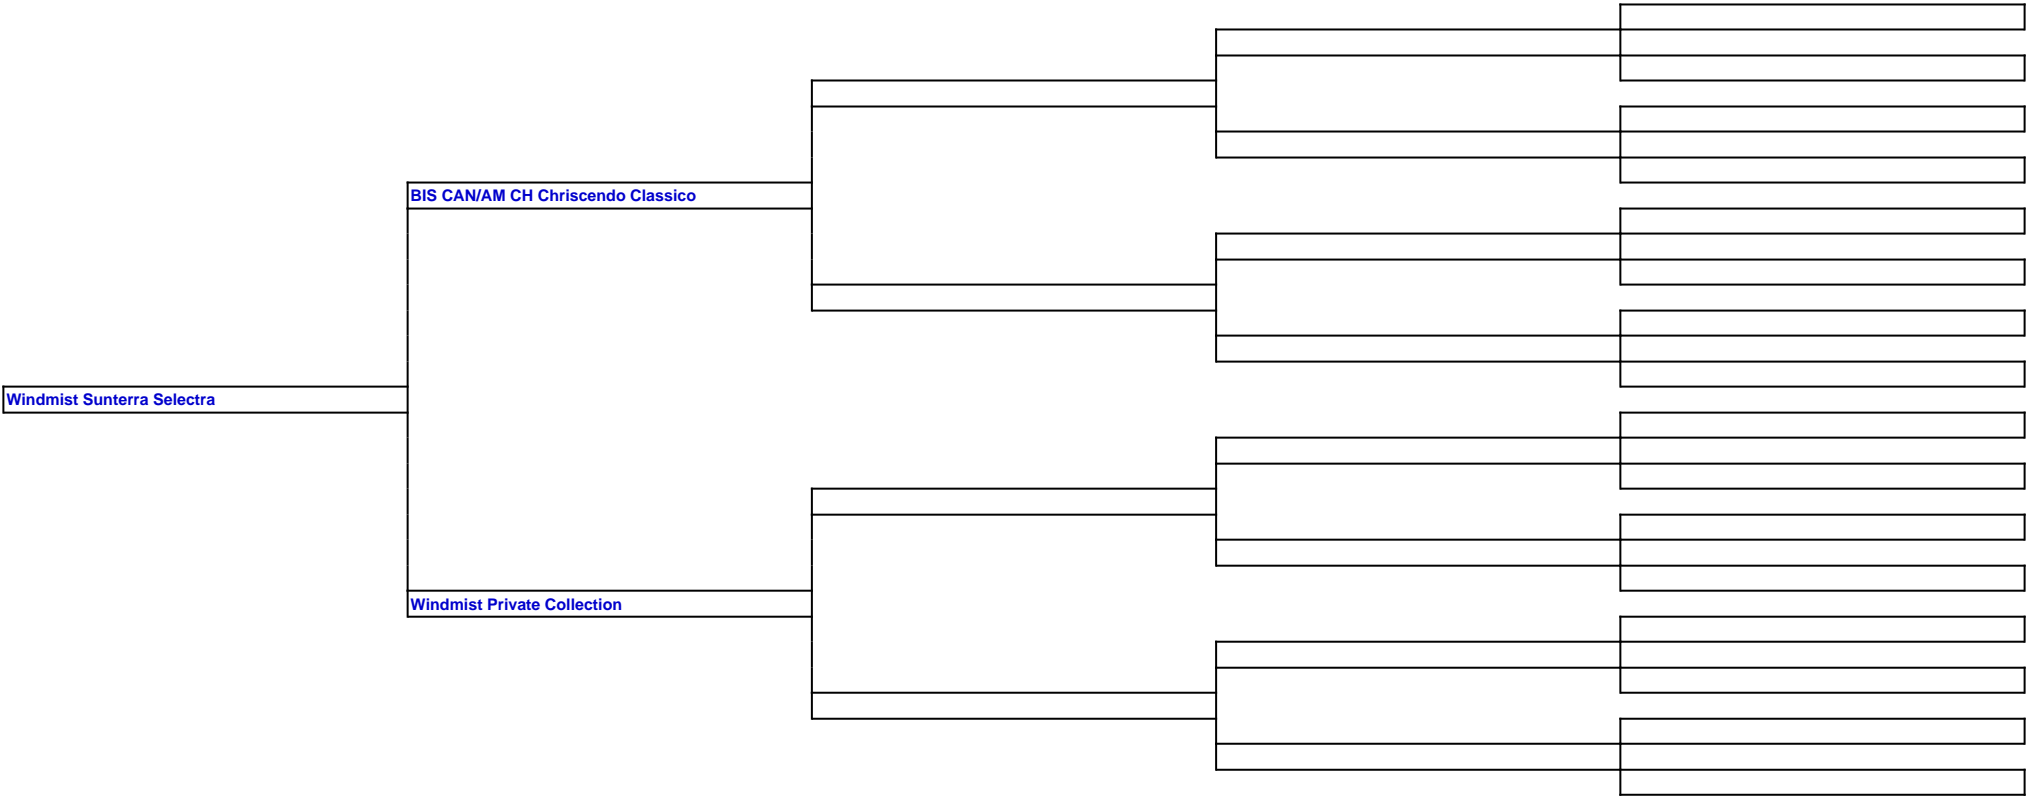 BIS CAN/AM CH Chriscendo Classico
Windmist Sunterra Selectra
Windmist Private Collection